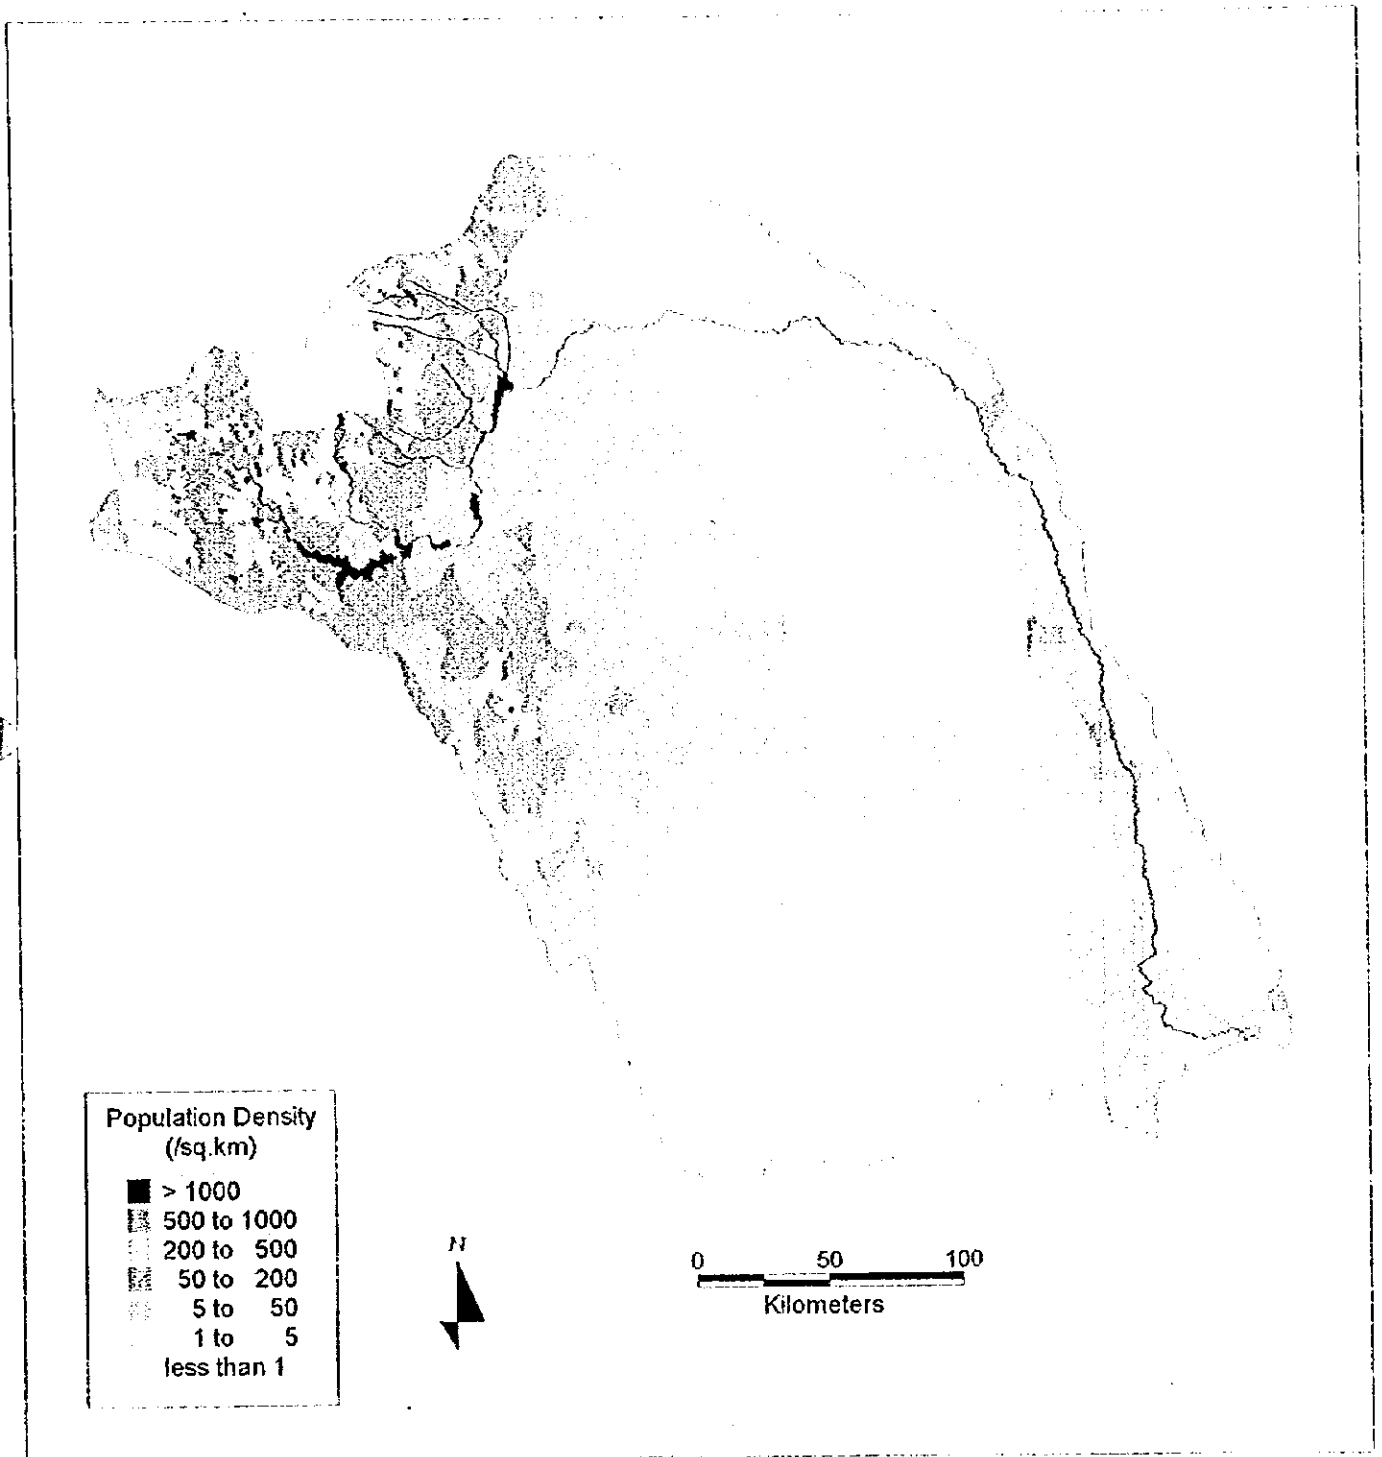 Population Density
(/sq.km)
> 1000
500 to 1000
200 to 500
50 to 200
5 to 50
1 to 5
less than 1
N
0 50 100
Kilometers